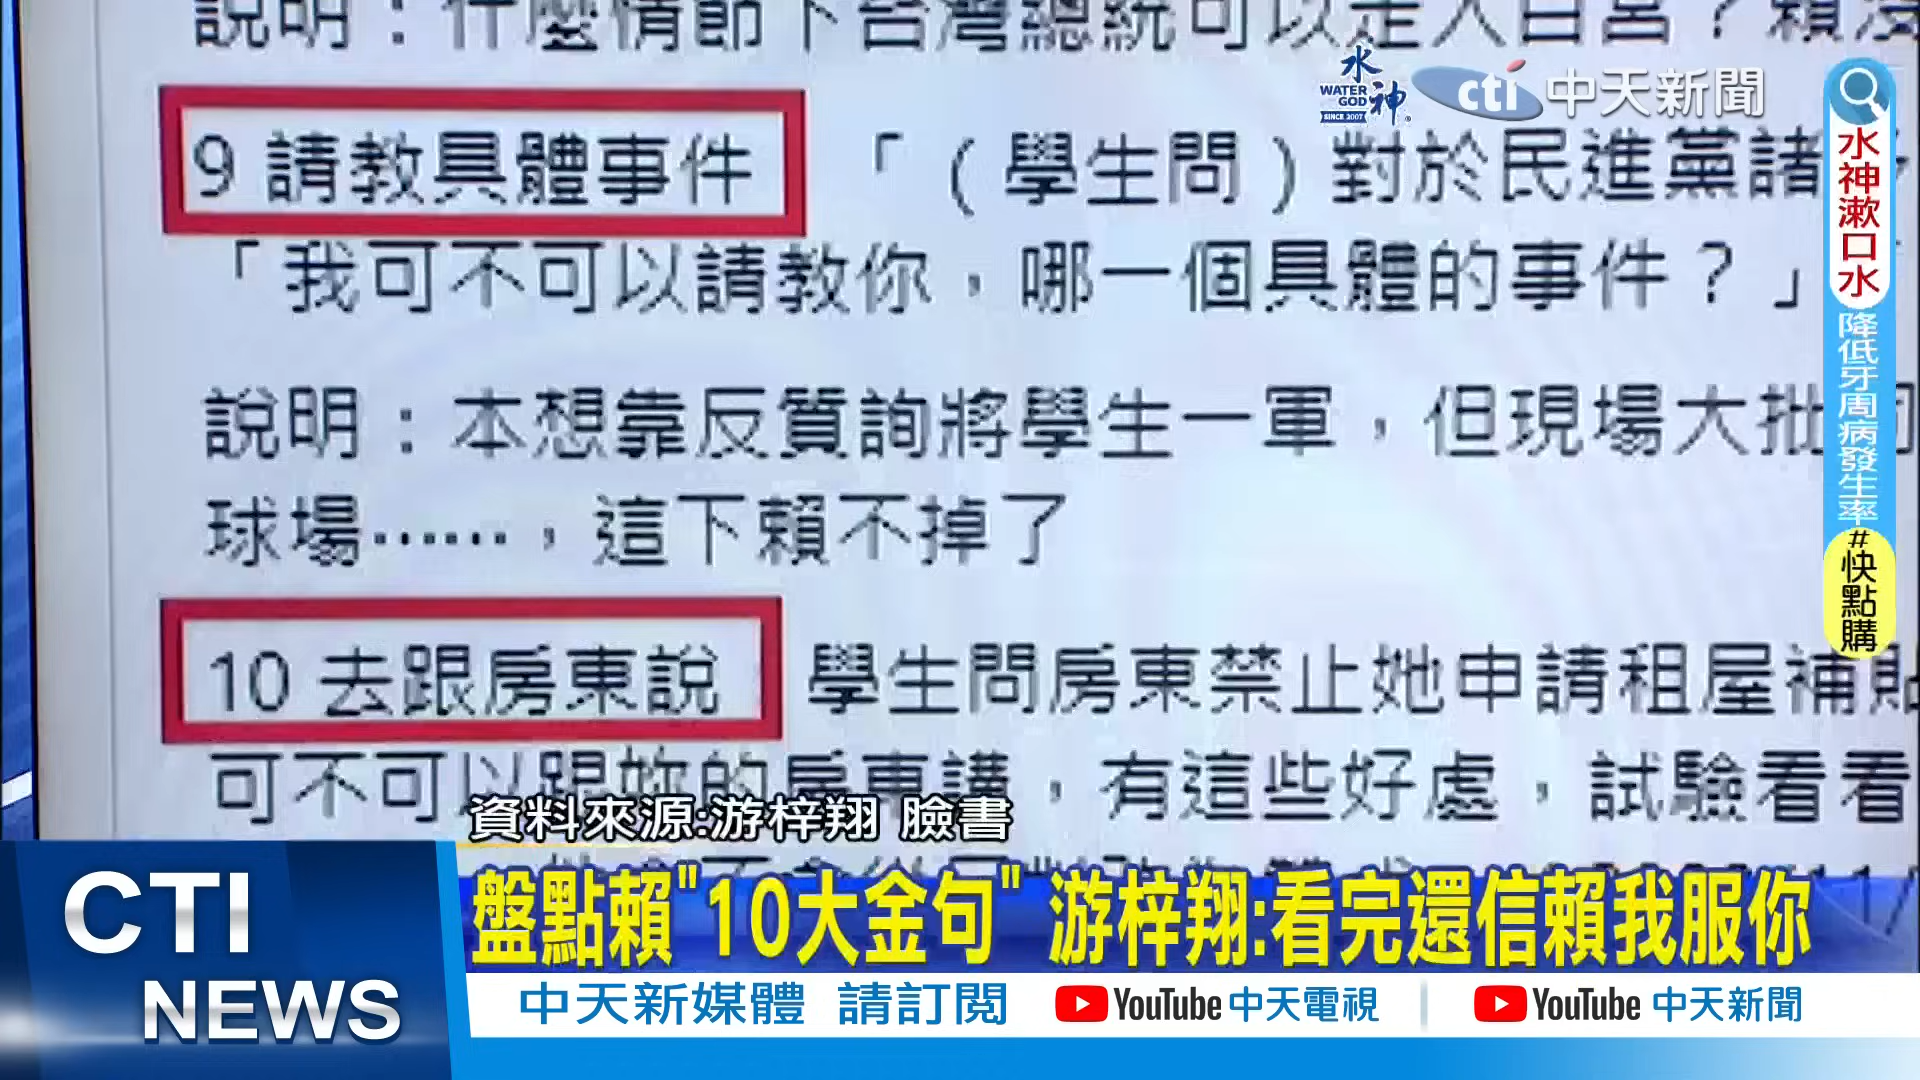 說明：什麼情節下台灣總統可以走入白宮？賴
水神
WATER GOD
SINCE 2007
cti 中天新聞
9 請教具體事件 「（學生問）對於民進黨諸
「我可不可以請教你，哪一個具體的事件？」
說明：本想靠反質詢將學生一軍，但現場大批
球場……，這下賴不掉了
10 去跟房東說 學生問房東禁止她申請租屋補貼
可不可以跟妳的房東講，有這些好處，試驗看看
水神漱口水
降低牙周病發生率
#快點購
資料來源:游梓翔 臉書
盤點賴"10大金句" 游梓翔:看完還信賴我服你
CTI NEWS
中天新媒體 請訂閱 YouTube 中天電視 YouTube 中天新聞